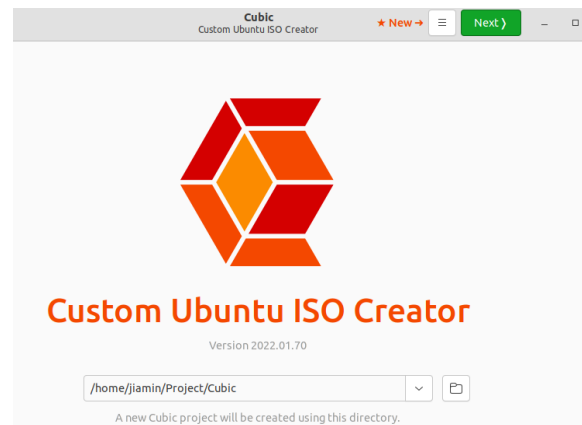 Cubic
Custom Ubuntu ISO Creator
★ New → ☰ Next ❭
Custom Ubuntu ISO Creator
Version 2022.01.70
/home/jiamin/Project/Cubic
A new Cubic project will be created using this directory.